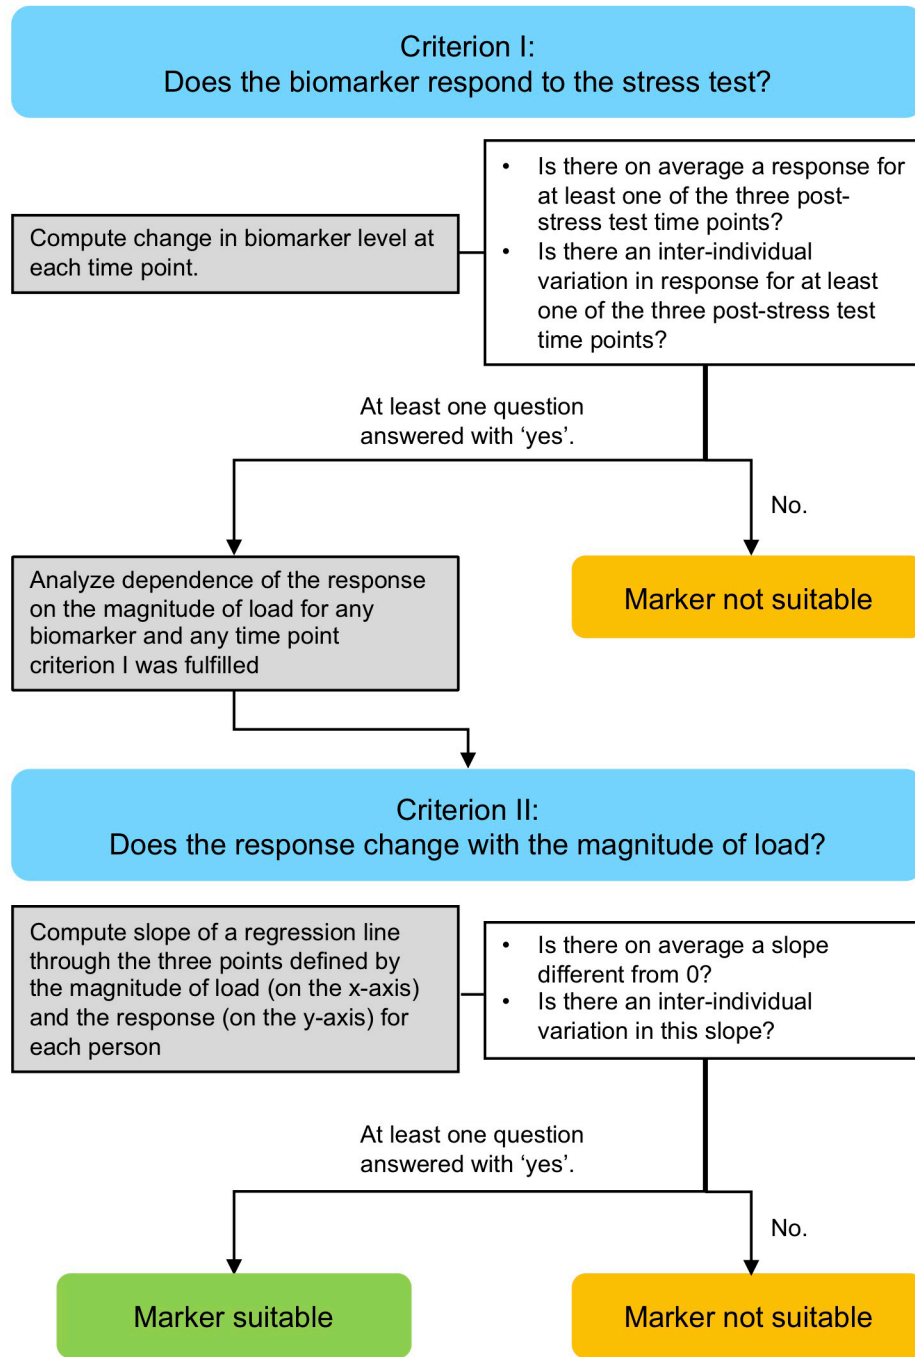 Criterion I:
Does the biomarker respond to the stress test?
• Is there on average a response for
at least one of the three post-
stress test time points?
• Is there an inter-individual
variation in response for at least
one of the three post-stress test
time points?
Compute change in biomarker level at
each time point.
At least one question
answered with ‘yes’.
No.
Analyze dependence of the response
on the magnitude of load for any
biomarker and any time point
criterion I was fulfilled
Marker not suitable
Criterion II:
Does the response change with the magnitude of load?
Compute slope of a regression line
through the three points defined by
the magnitude of load (on the x-axis)
and the response (on the y-axis) for
each person
• Is there on average a slope
different from 0?
• Is there an inter-individual
variation in this slope?
At least one question
answered with ‘yes’.
No.
Marker suitable
Marker not suitable